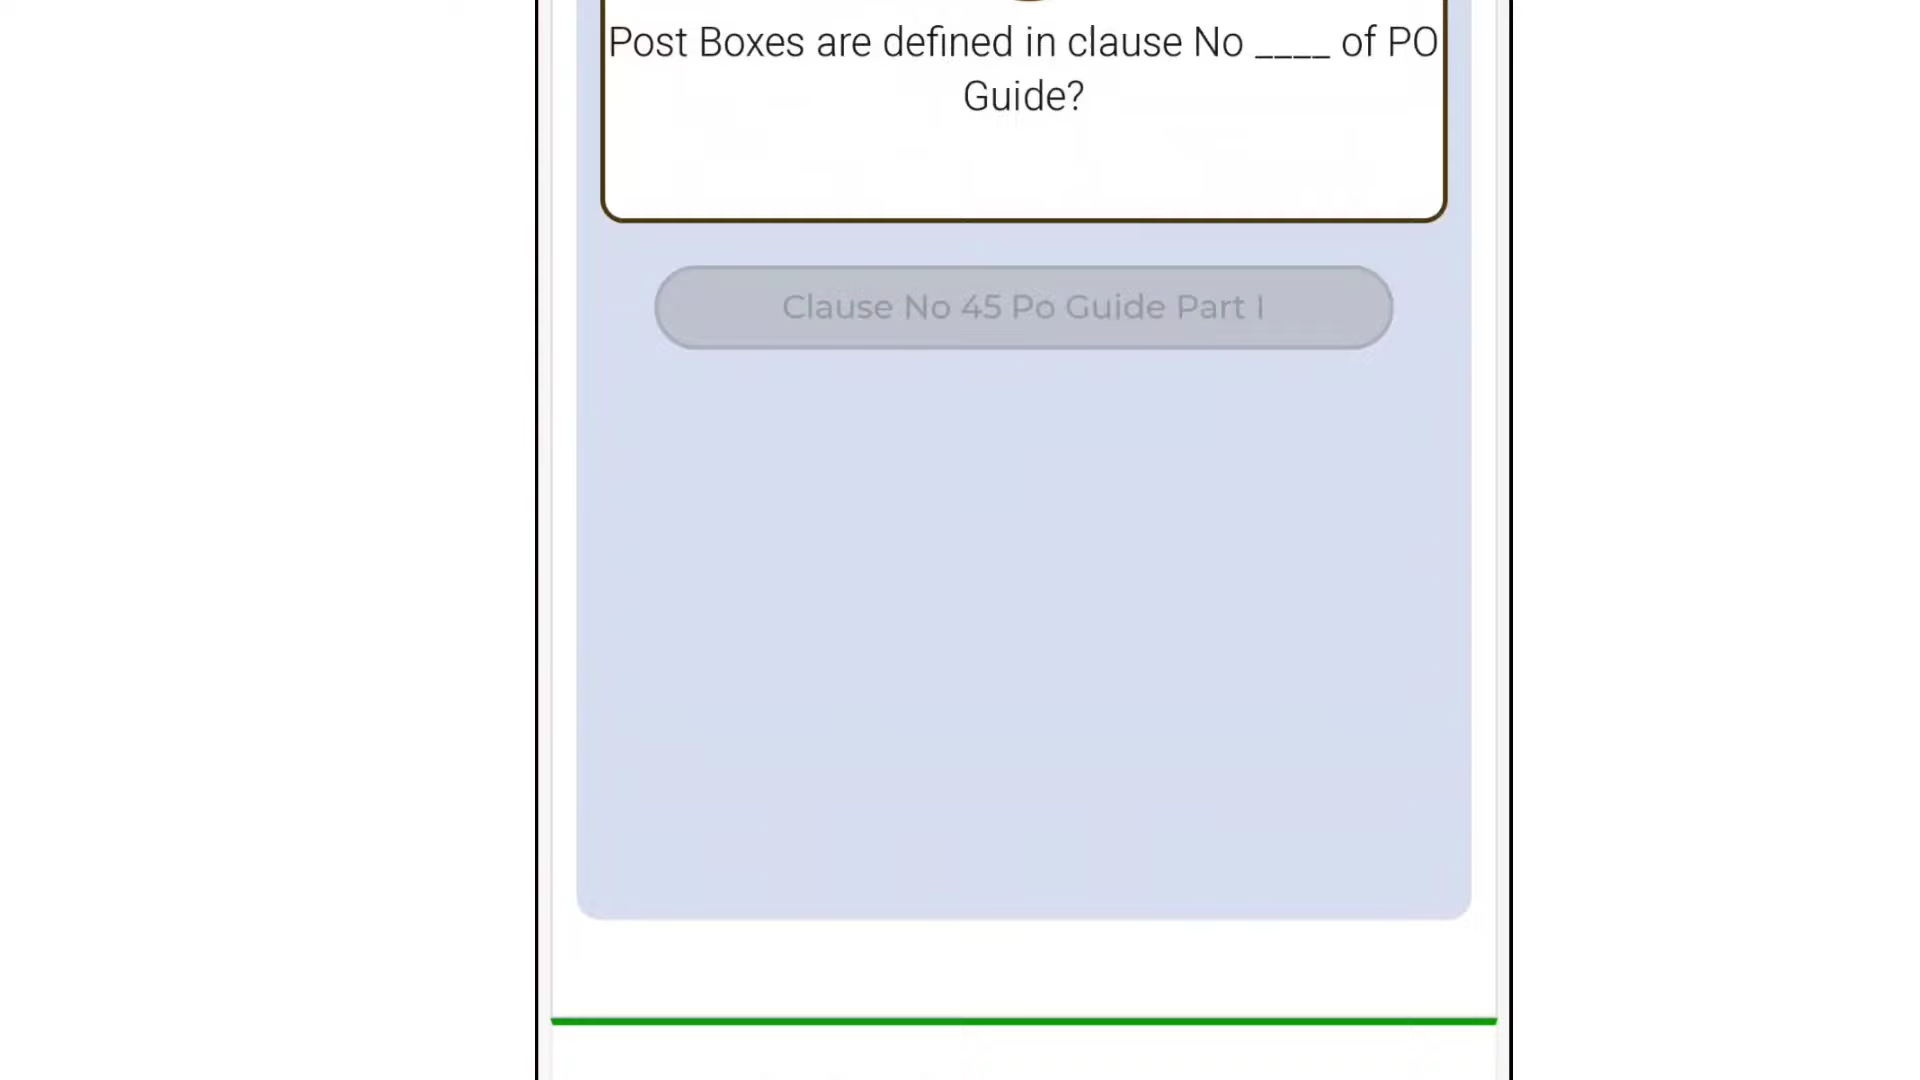 Post Boxes are defined in clause No ____ of PO
Guide?
Clause No 45 Po Guide Part I